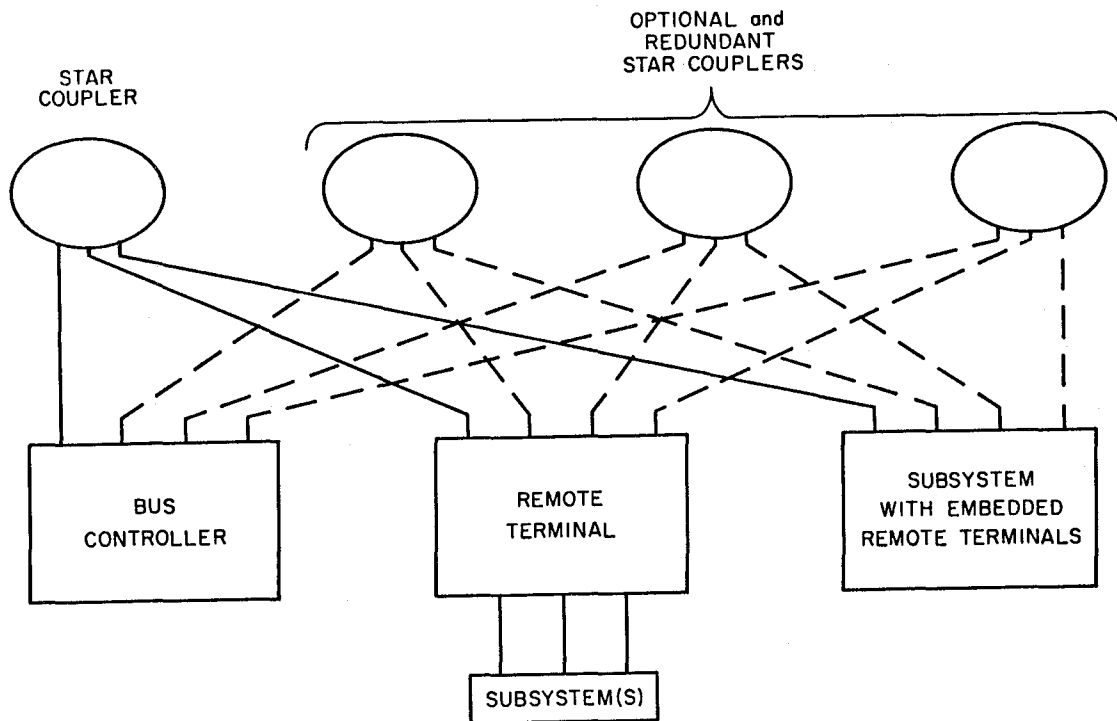 OPTIONAL and
REDUNDANT
STAR COUPLERS
STAR
COUPLER
BUS
CONTROLLER
REMOTE
TERMINAL
SUBSYSTEM
WITH EMBEDDED
REMOTE TERMINALS
SUBSYSTEM(S)